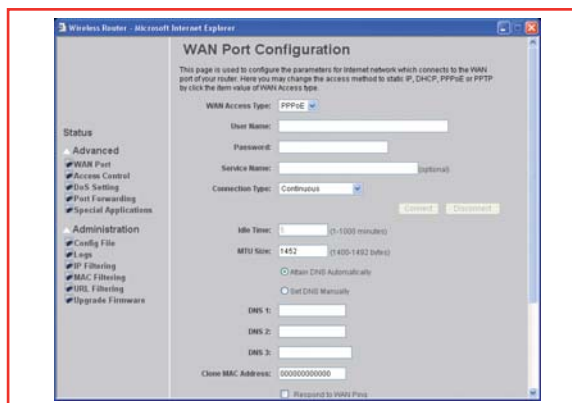 Wireless Router - Microsoft Internet Explorer
WAN Port Configuration
This page is used to configure the parameters for Internet network which connects to the WAN
port of your router. Here you may change the access method to static IP, DHCP, PPPoE or PPTP
by click the item value of WAN Access type.
WAN Access Type: PPPoE
User Name:
Password:
Service Name: (optional)
Connection Type: Continuous
Connect Disconnect
Idle Time: 5 (1-1000 minutes)
MTU Size: 1452 (1400-1492 bytes)
Attain DNS Automatically
Set DNS Manually
DNS 1:
DNS 2:
DNS 3:
Clone MAC Address: 000000000000
Respond to WAN Ping
Status
Advanced
WAN Port
Access Control
DoS Setting
Port Forwarding
Special Applications
Administration
Config File
Logs
IP Filtering
MAC Filtering
URL Filtering
Upgrade Firmware